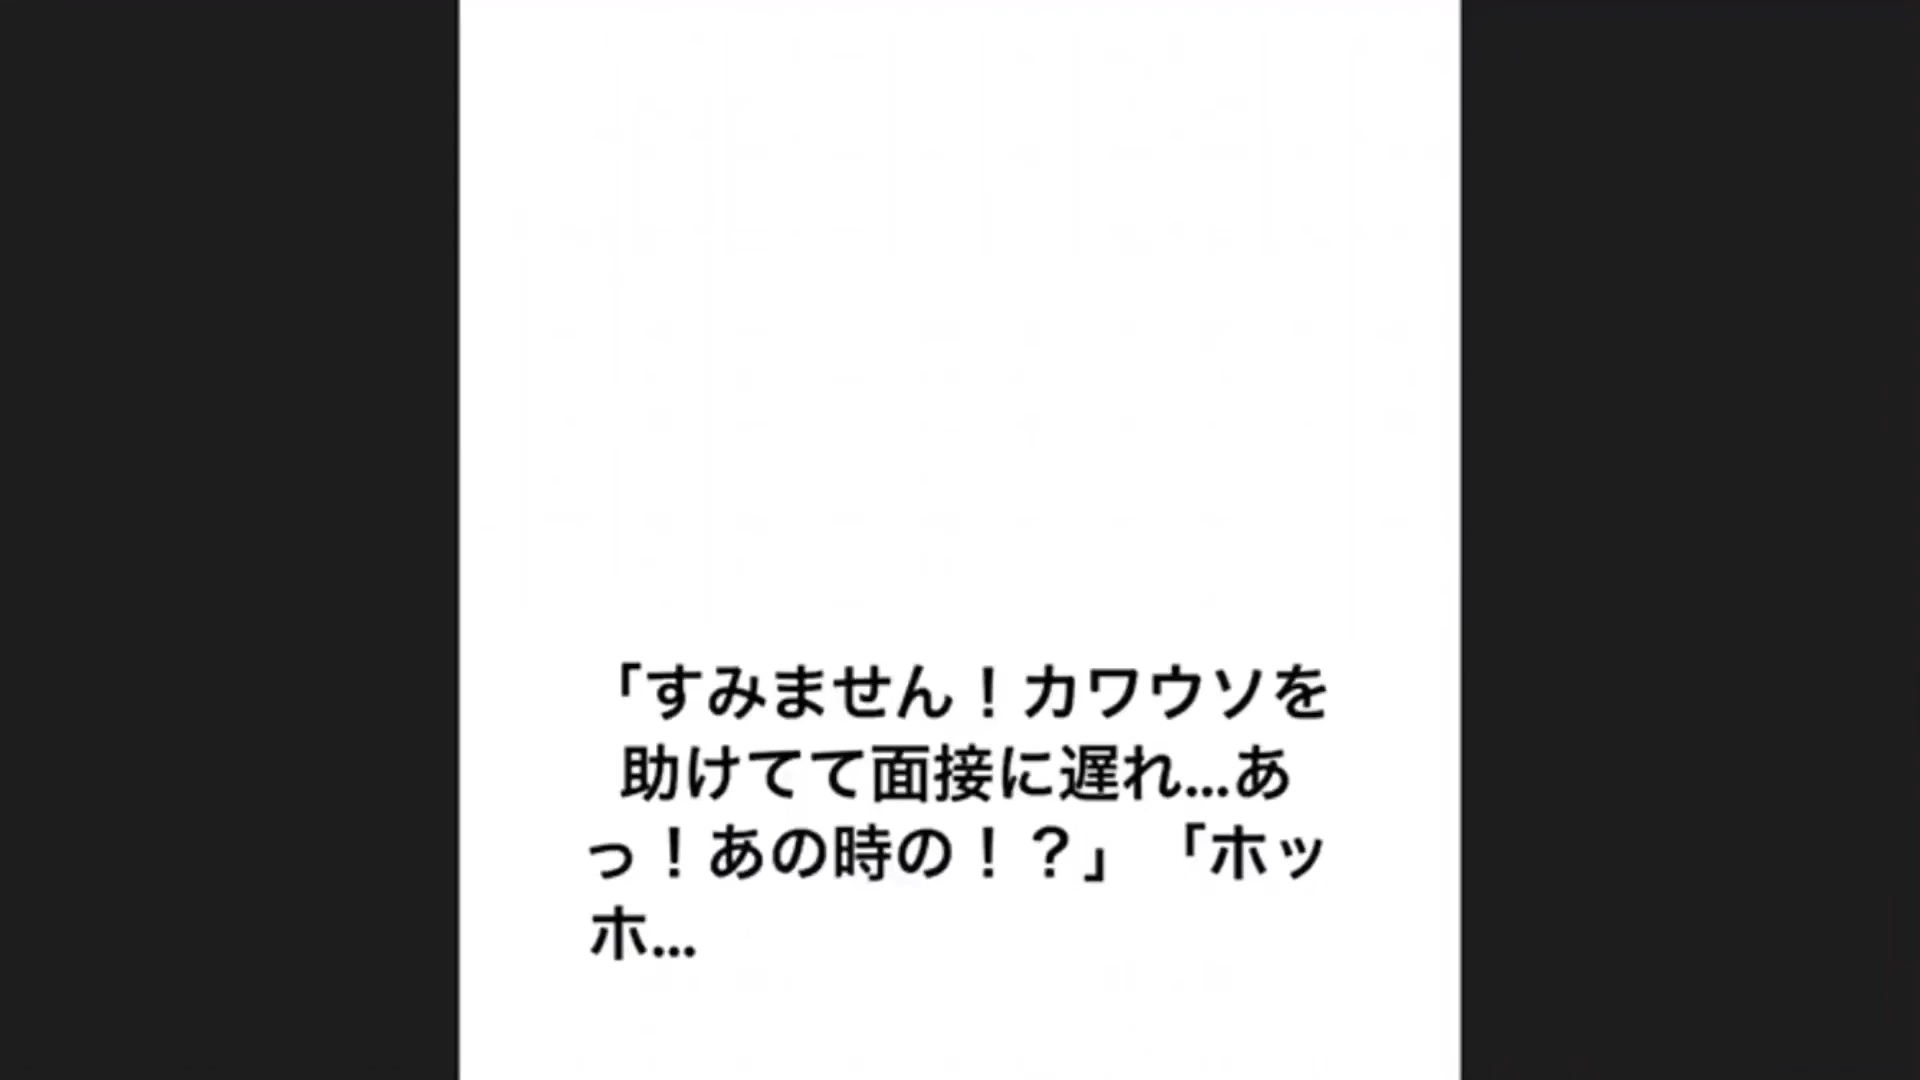 「すみません！カワウソを
助けてて面接に遅れ...あ
っ！あの時の！？」「ホッ
ホ...